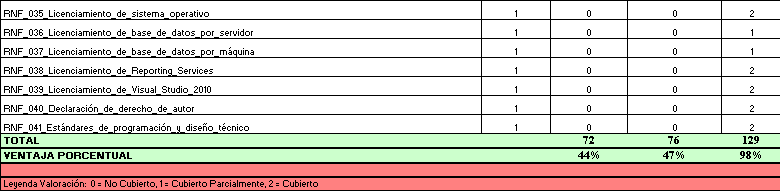 RNF_035_Licenciamiento_de_sistema_operativo 1 0 0 2
RNF_036_Licenciamiento_de_base_de_datos_por_servidor 1 0 0 1
RNF_037_Licenciamiento_de_base_de_datos_por_máquina 1 0 0 1
RNF_038_Licenciamiento_de_Reporting_Services 1 0 0 2
RNF_039_Licenciamiento_de_Visual_Studio_2010 1 0 0 2
RNF_040_Declaración_de_derecho_de_autor 1 0 0 2
RNF_041_Estándares_de_programación_y_diseño_técnico 1 0 0 2
TOTAL 72 76 129
VENTAJA PORCENTUAL 44% 47% 98%
Leyenda Valoración: 0 = No Cubierto, 1= Cubierto Parcialmente, 2 = Cubierto